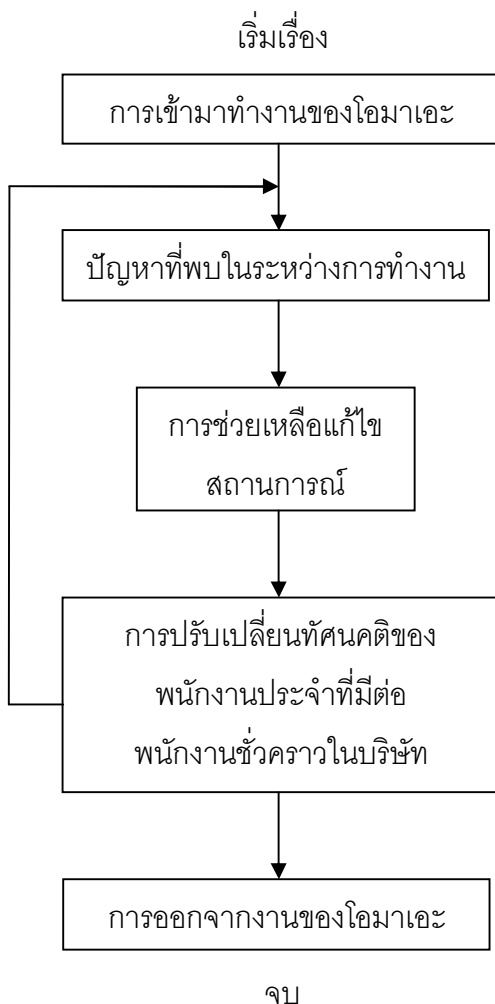 เริ่มเรื่อง
การเข้ามาทำงานของโอมาเอะ
ปัญหาที่พบในระหว่างการทำงาน
การช่วยเหลือแก้ไข
สถานการณ์
การปรับเปลี่ยนทัศนคติของ
พนักงานประจำที่มีต่อ
พนักงานชั่วคราวในบริษัท
การออกจากงานของโอมาเอะ
จบ